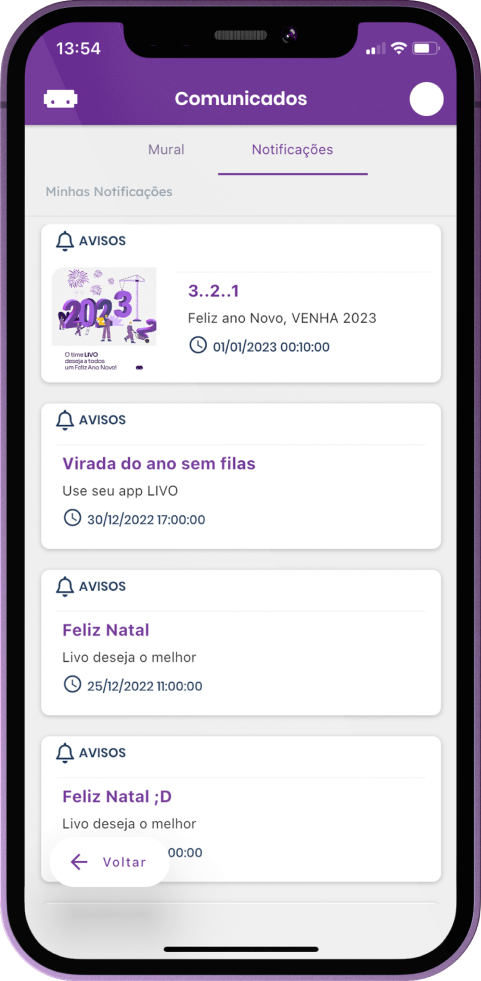 13:54
Comunicados
Mural
Notificações
Minhas Notificações
AVISOS
2023
O time LIVO
deseja a todos
um Feliz Ano Novo!
3..2..1
Feliz ano Novo, VENHA 2023
01/01/2023 00:10:00
AVISOS
Virada do ano sem filas
Use seu app LIVO
30/12/2022 17:00:00
AVISOS
Feliz Natal
Livo deseja o melhor
25/12/2022 11:00:00
AVISOS
Feliz Natal ;D
Livo deseja o melhor
00:00
Voltar